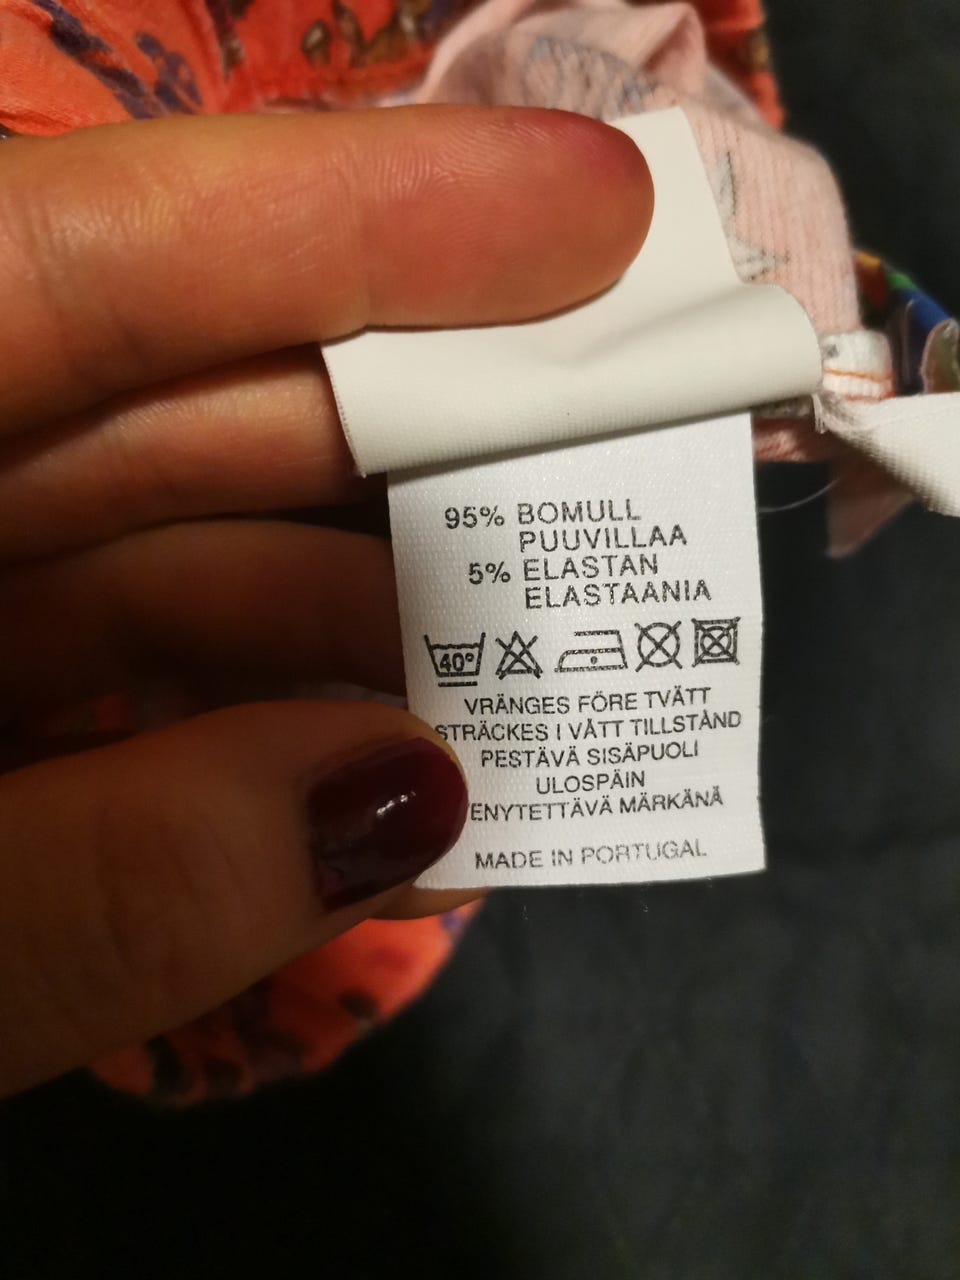 95% BOMULL
PUUVILLAA
5% ELASTAN
ELASTAANIA
40°
VRÄNGES FÖRE TVÄTT
STRÄCKES I VÅTT TILLSTÅND
PESTÄVÄ SISÄPUOLI
ULOSPÄIN
ENYTETTÄVÄ MÄRKÄNÄ
MADE IN PORTUGAL